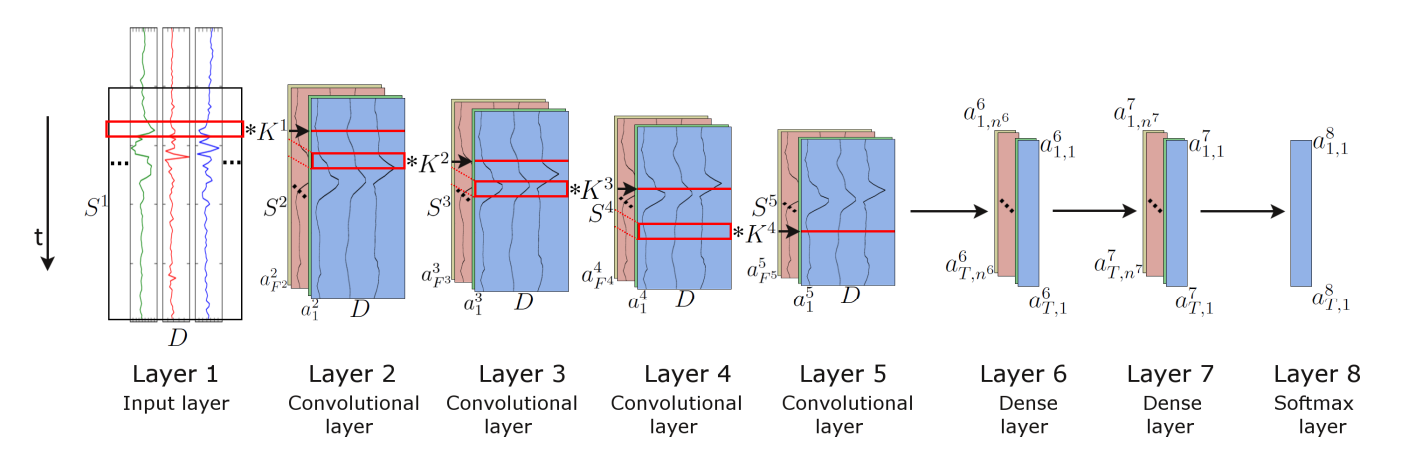 t
S^1
D
*K^1
S^2
a^2_{F^2}
a^2_1
D
*K^2
S^3
a^3_{F^3}
a^3_1
D
*K^3
S^4
a^4_{F^4}
a^4_1
D
*K^4
S^5
a^5_{F^5}
a^5_1
D
a^6_{1,n^6}
a^6_{1,1}
a^6_{T,n^6}
a^6_{T,1}
a^7_{1,n^7}
a^7_{1,1}
a^7_{T,n^7}
a^7_{T,1}
a^8_{1,1}
a^8_{T,1}
Layer 1
Input layer
Layer 2
Convolutional
layer
Layer 3
Convolutional
layer
Layer 4
Convolutional
layer
Layer 5
Convolutional
layer
Layer 6
Dense
layer
Layer 7
Dense
layer
Layer 8
Softmax
layer